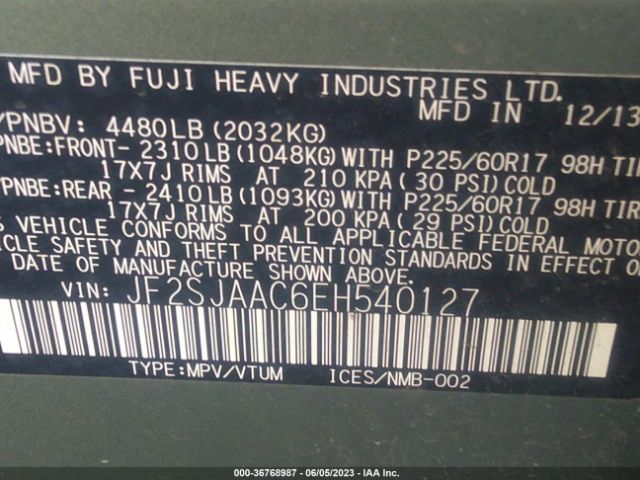 MFD BY FUJI HEAVY INDUSTRIES LTD.
MFD IN 12/13
/PNBV: 4480LB (2032KG)
PNBE:FRONT- 2310LB (1048KG) WITH P225/60R17 98H TIR
17X7J RIMS AT 210 KPA ( 30 PSI) COLD
PNBE:REAR - 2410LB (1093KG) WITH P225/60R17 98H TIR
17X7J RIMS AT 200 KPA ( 29 PSI) COLD
S VEHICLE CONFORMS TO ALL APPLICABLE FEDERAL MOTOR
ICLE SAFETY AND THEFT PREVENTION STANDARDS IN EFFECT
DATE OF MANUFACTURE SHOWN ABOVE.
VIN: JF2SJAAC6EH540127
TYPE:MPV/VTUM ICES/NMB-002
000-36768987 - 06/05/2023 - IAA Inc.